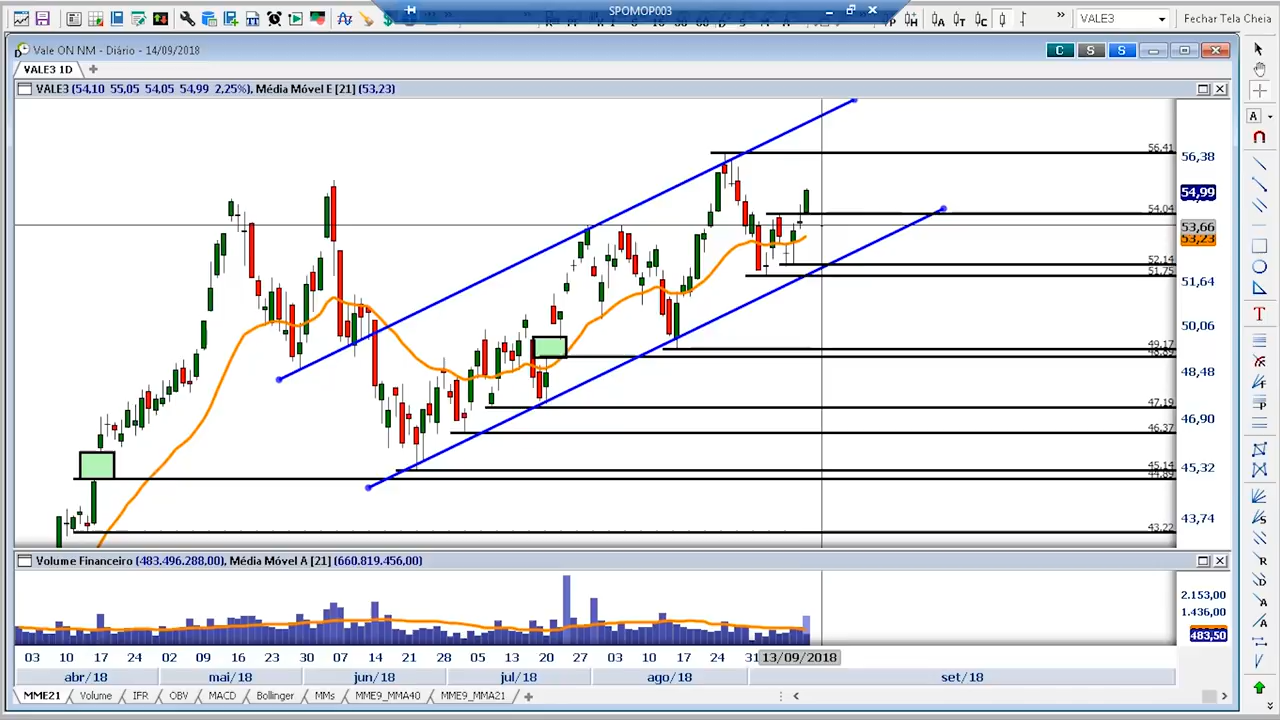 SPOMOP003
VALE3
Fechar Tela Cheia
Vale ON NM - Diário - 14/09/2018
C S S
VALE3 1D
VALE3 (54,10 55,05 54,05 54,99 2,25%), Média Móvel E [21] (53,23)
56,41
56,38
54,99
54,04
53,66
53,23
52,14
51,75
51,64
50,06
49,17
48,89
48,48
47,19
46,90
46,37
45,14
44,89
45,32
43,74
43,22
Volume Financeiro (483.496.288,00), Média Móvel A [21] (660.819.456,00)
2.153,00
1.436,00
483,50
03 10 17 24 02 09 16 23 30 07 14 21 28 05 12 20 27 03 10 17 24 31 13/09/2018
abr/18 mai/18 jun/18 jul/18 ago/18 set/18
MME21 Volume IFR OBV MACD Bollinger MMs MME9_MMA40 MME9_MMA21